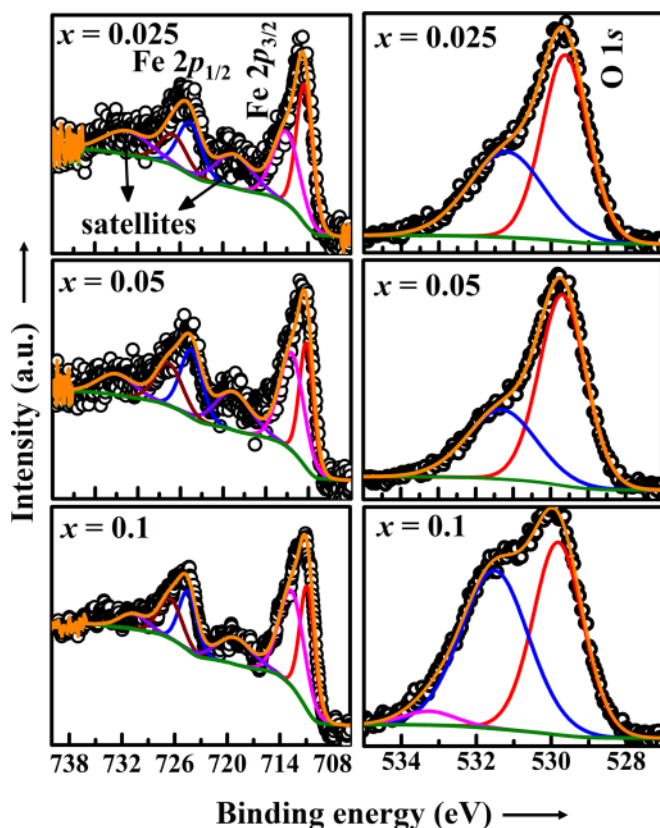 x = 0.025
Fe 2p1/2
Fe 2p3/2
satellites
x = 0.025
O 1s
x = 0.05
x = 0.05
x = 0.1
x = 0.1
Intensity (a.u.)
738 732 726 720 714 708
534 532 530 528
Binding energy (eV)